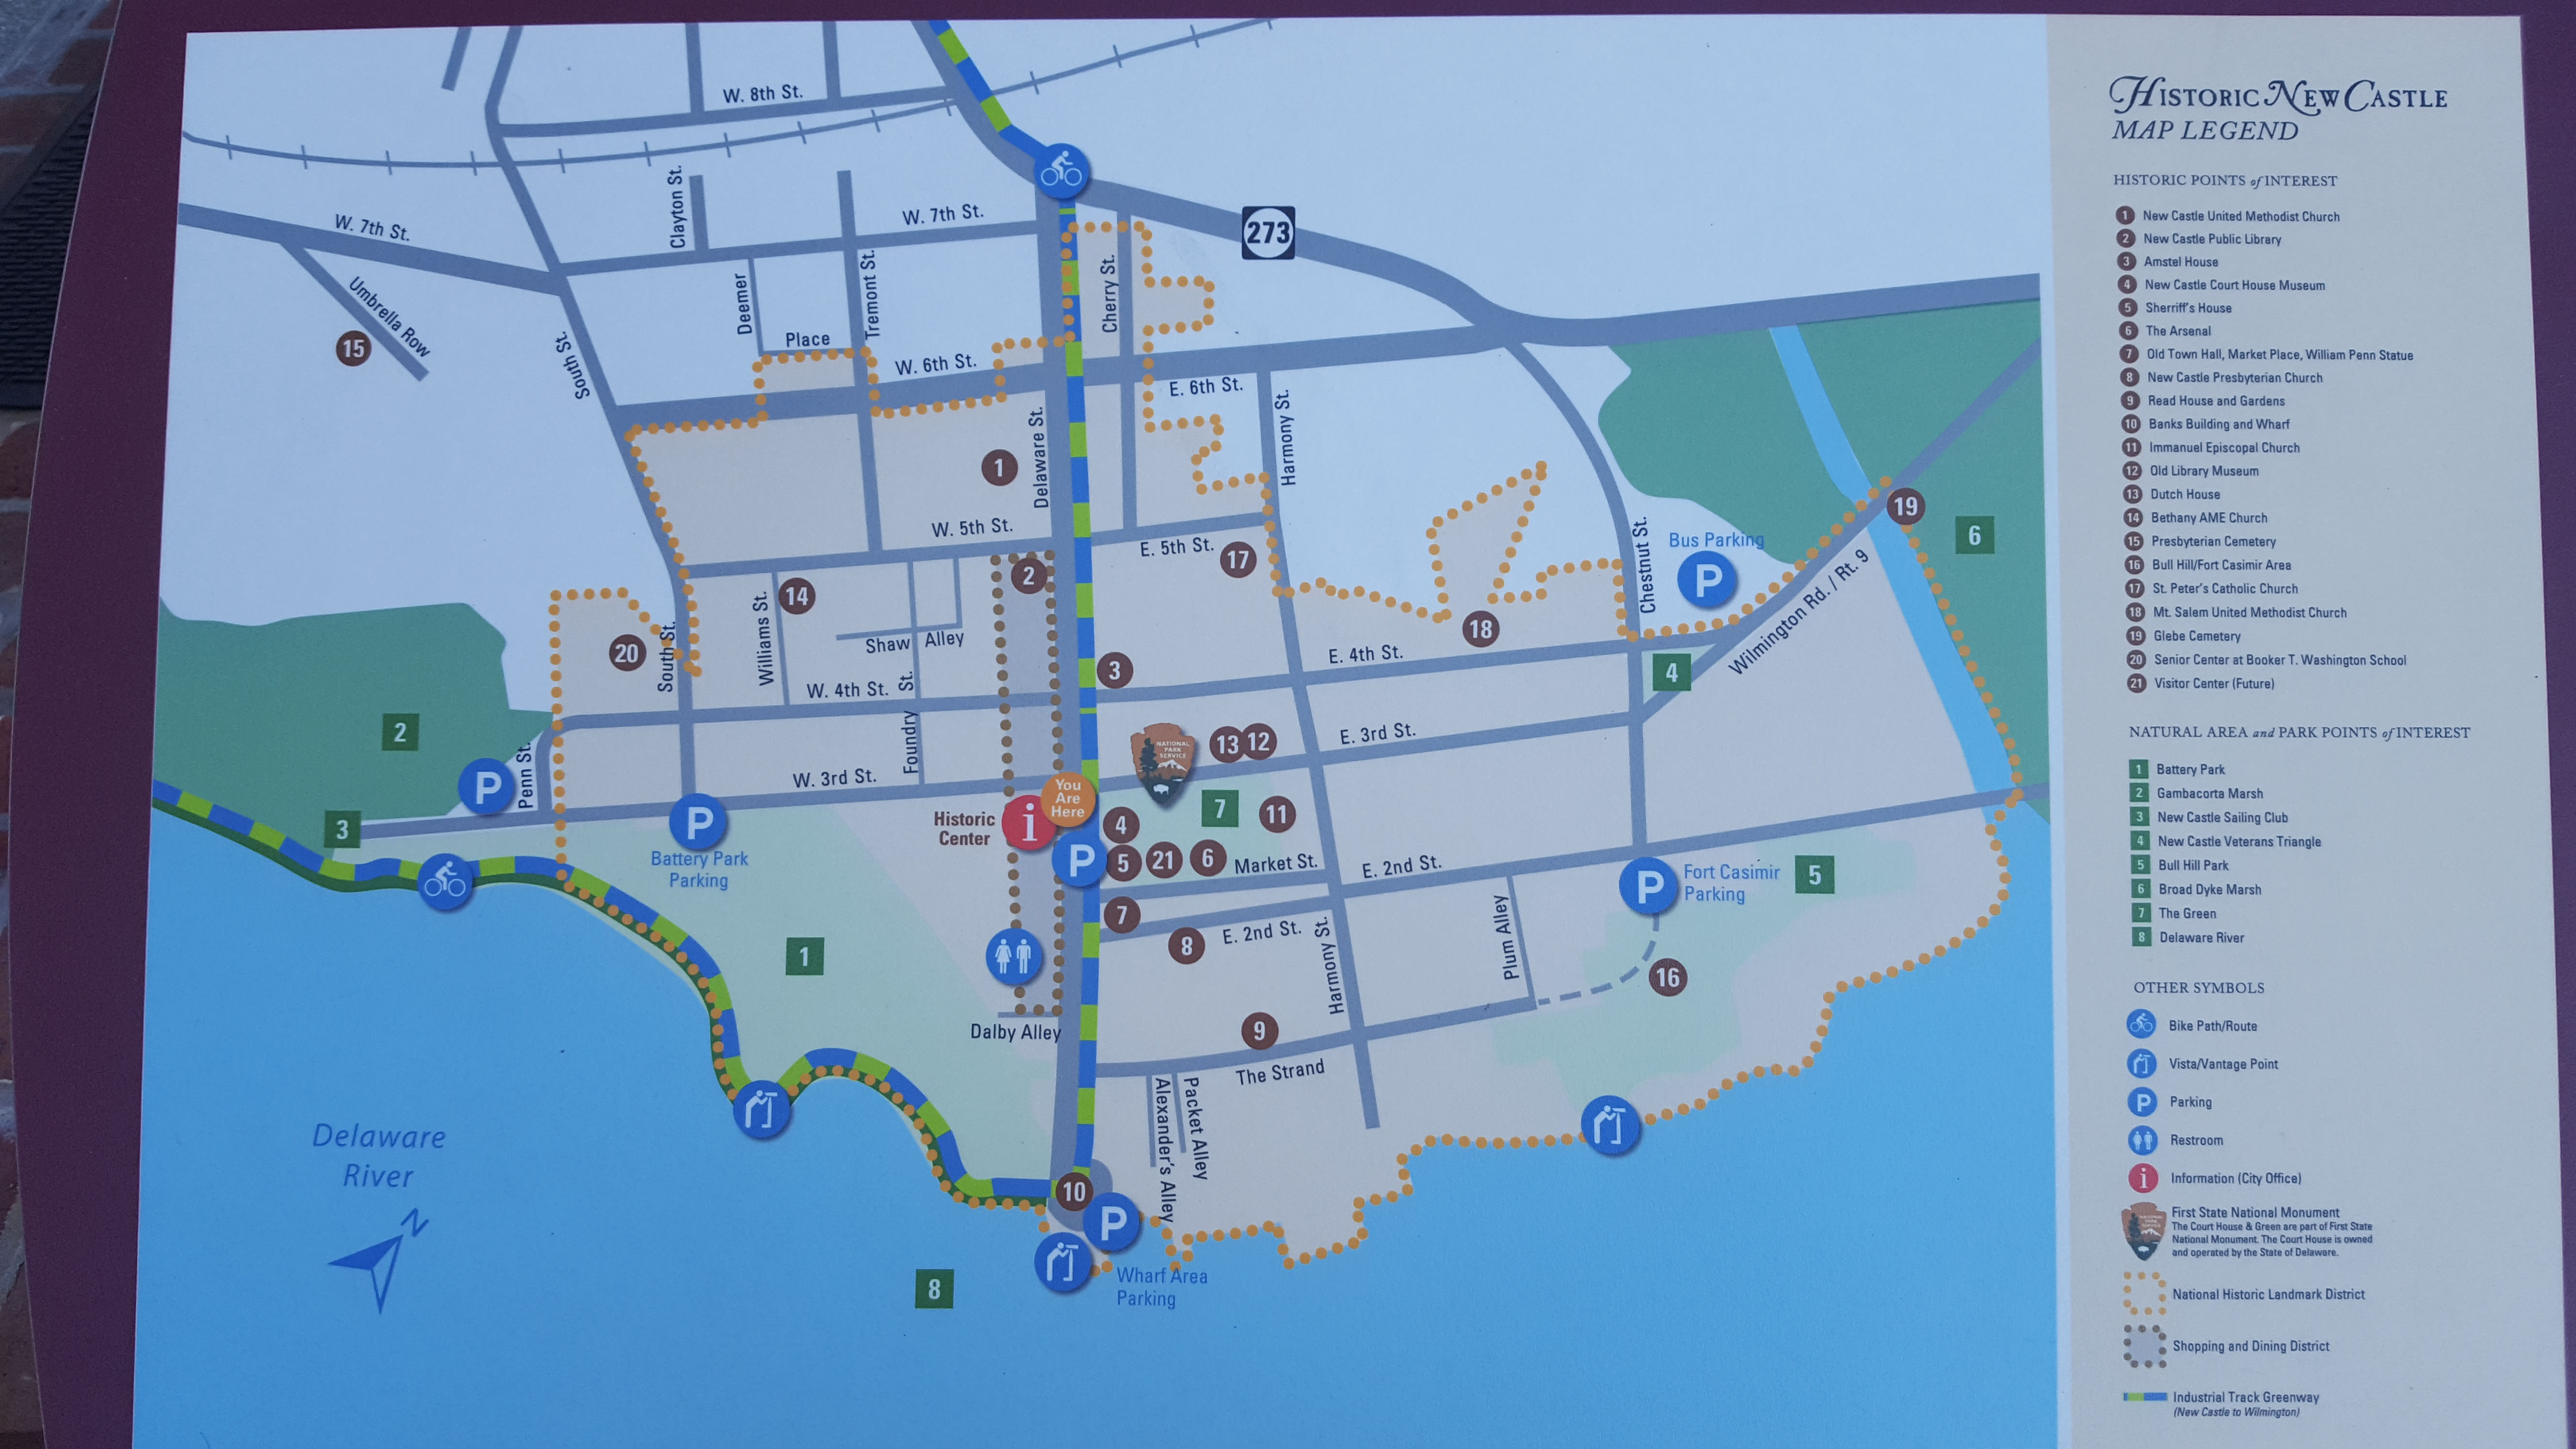 W. 8th St.
Clayton St.
W. 7th St.
W. 7th St.
Umbrella Row
15
South St.
Deemer
Place
Tremont St.
W. 6th St.
Cherry St.
273
E. 6th St.
Harmony St.
Delaware St.
1
W. 5th St.
E. 5th St.
17
2
14
Williams St.
Shaw Alley
20
South St.
W. 4th St.
Foundry St.
3
E. 4th St.
18
Chestnut St.
Bus Parking
P
Wilmington Rd. / Rt. 9
19
6
4
2
P
Penn St.
3
W. 3rd St.
E. 3rd St.
NATIONAL
PARK
SERVICE
13
12
You
Are
Here
Historic
Center
i
P
P
Battery Park
Parking
4
7
11
5
21
6
Market St.
E. 2nd St.
7
8
E. 2nd St.
Harmony St.
Plum Alley
P
Fort Casimir
Parking
5
16
1
Dalby Alley
9
The Strand
Alexander's Alley
Packet Alley
10
P
Wharf Area
Parking
8
Delaware
River
N
HISTORIC NEW CASTLE
MAP LEGEND
HISTORIC POINTS of INTEREST
1 New Castle United Methodist Church
2 New Castle Public Library
3 Amstel House
4 New Castle Court House Museum
5 Sherriff's House
6 The Arsenal
7 Old Town Hall, Market Place, William Penn Statue
8 New Castle Presbyterian Church
9 Read House and Gardens
10 Banks Building and Wharf
11 Immanuel Episcopal Church
12 Old Library Museum
13 Dutch House
14 Bethany AME Church
15 Presbyterian Cemetery
16 Bull Hill/Fort Casimir Area
17 St. Peter's Catholic Church
18 Mt. Salem United Methodist Church
19 Glebe Cemetery
20 Senior Center at Booker T. Washington School
21 Visitor Center (Future)
NATURAL AREA and PARK POINTS of INTEREST
1 Battery Park
2 Gambacorta Marsh
3 New Castle Sailing Club
4 New Castle Veterans Triangle
5 Bull Hill Park
6 Broad Dyke Marsh
7 The Green
8 Delaware River
OTHER SYMBOLS
Bike Path/Route
Vista/Vantage Point
P Parking
Restroom
i Information (City Office)
First State National Monument
The Court House & Green are part of First State
National Monument. The Court House is owned
and operated by the State of Delaware.
National Historic Landmark District
Shopping and Dining District
Industrial Track Greenway
(New Castle to Wilmington)